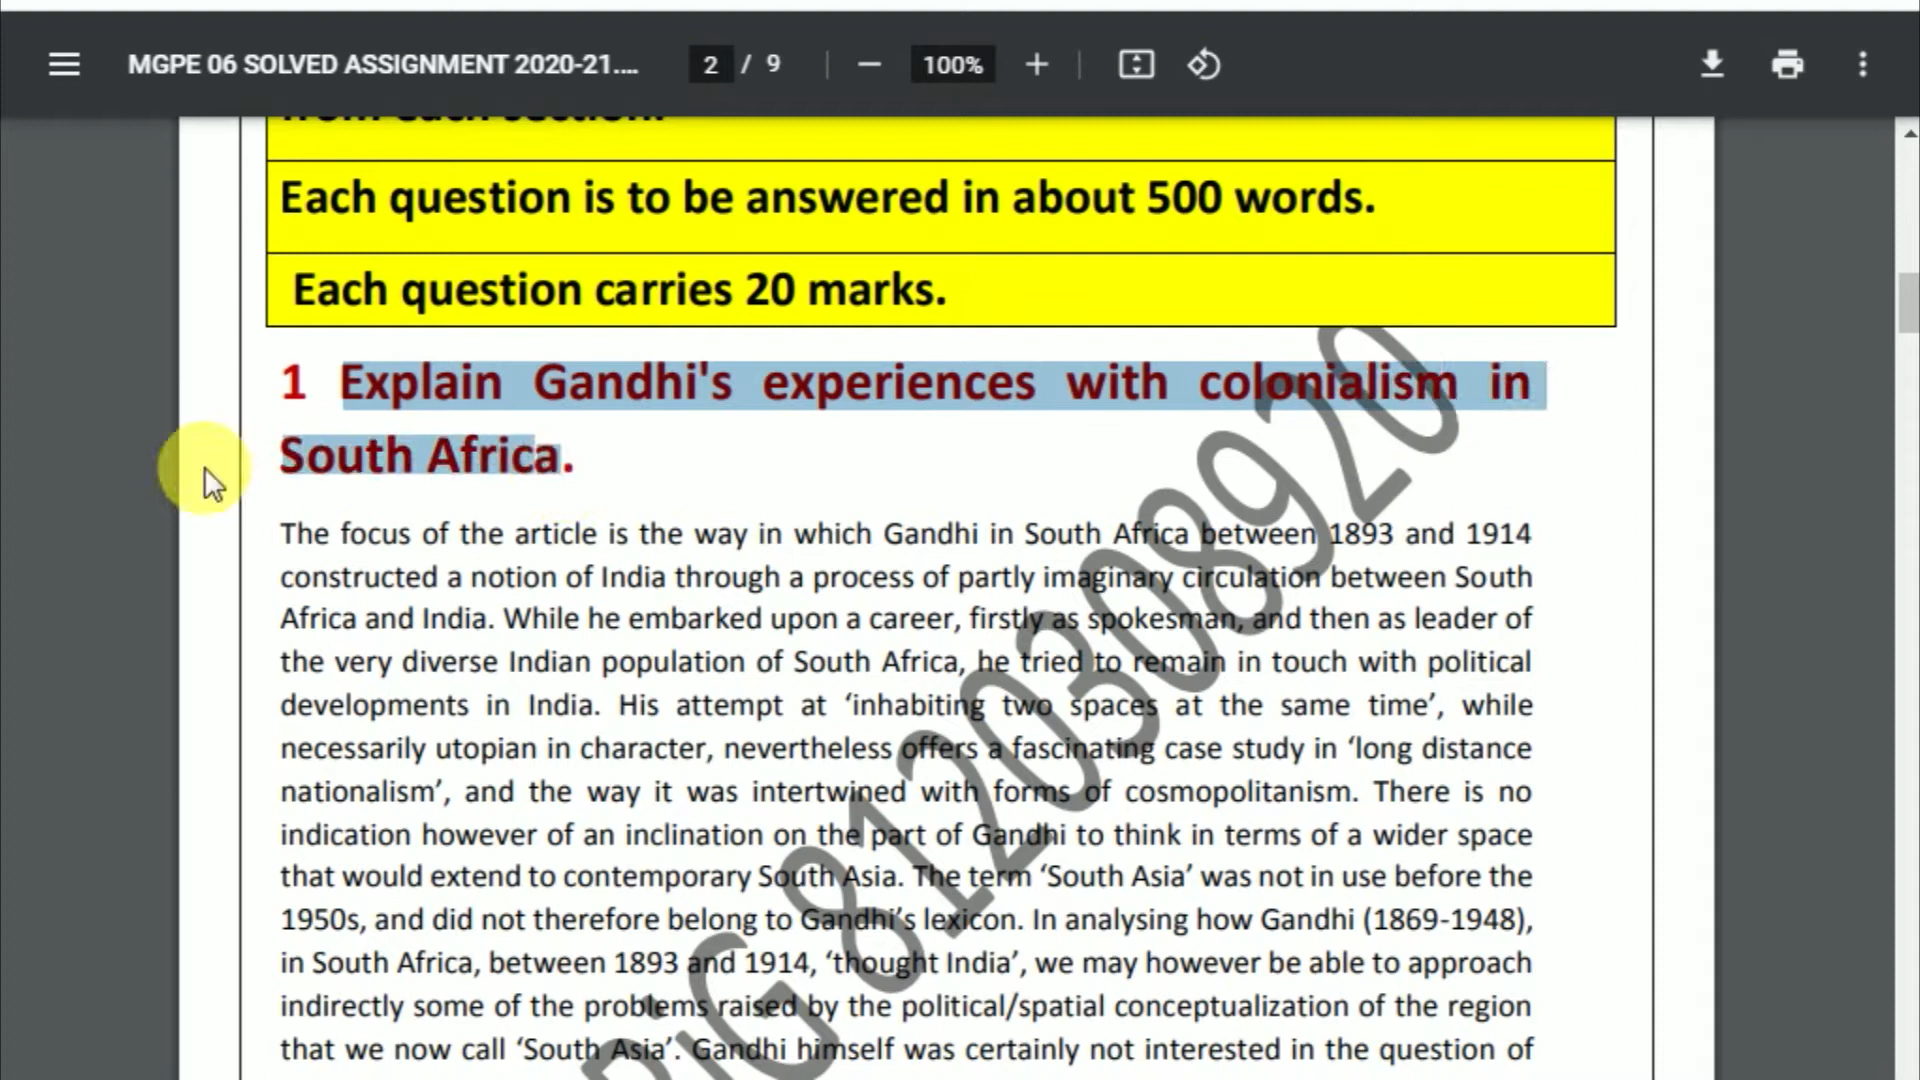 MGPE 06 SOLVED ASSIGNMENT 2020-21....
2 / 9
100%
from each section.
Each question is to be answered in about 500 words.
Each question carries 20 marks.
1 Explain Gandhi's experiences with colonialism in
South Africa.
The focus of the article is the way in which Gandhi in South Africa between 1893 and 1914
constructed a notion of India through a process of partly imaginary circulation between South
Africa and India. While he embarked upon a career, firstly as spokesman, and then as leader of
the very diverse Indian population of South Africa, he tried to remain in touch with political
developments in India. His attempt at ‘inhabiting two spaces at the same time’, while
necessarily utopian in character, nevertheless offers a fascinating case study in ‘long distance
nationalism’, and the way it was intertwined with forms of cosmopolitanism. There is no
indication however of an inclination on the part of Gandhi to think in terms of a wider space
that would extend to contemporary South Asia. The term ‘South Asia’ was not in use before the
1950s, and did not therefore belong to Gandhi’s lexicon. In analysing how Gandhi (1869-1948),
in South Africa, between 1893 and 1914, ‘thought India’, we may however be able to approach
indirectly some of the problems raised by the political/spatial conceptualization of the region
that we now call ‘South Asia’. Gandhi himself was certainly not interested in the question of
8120308920